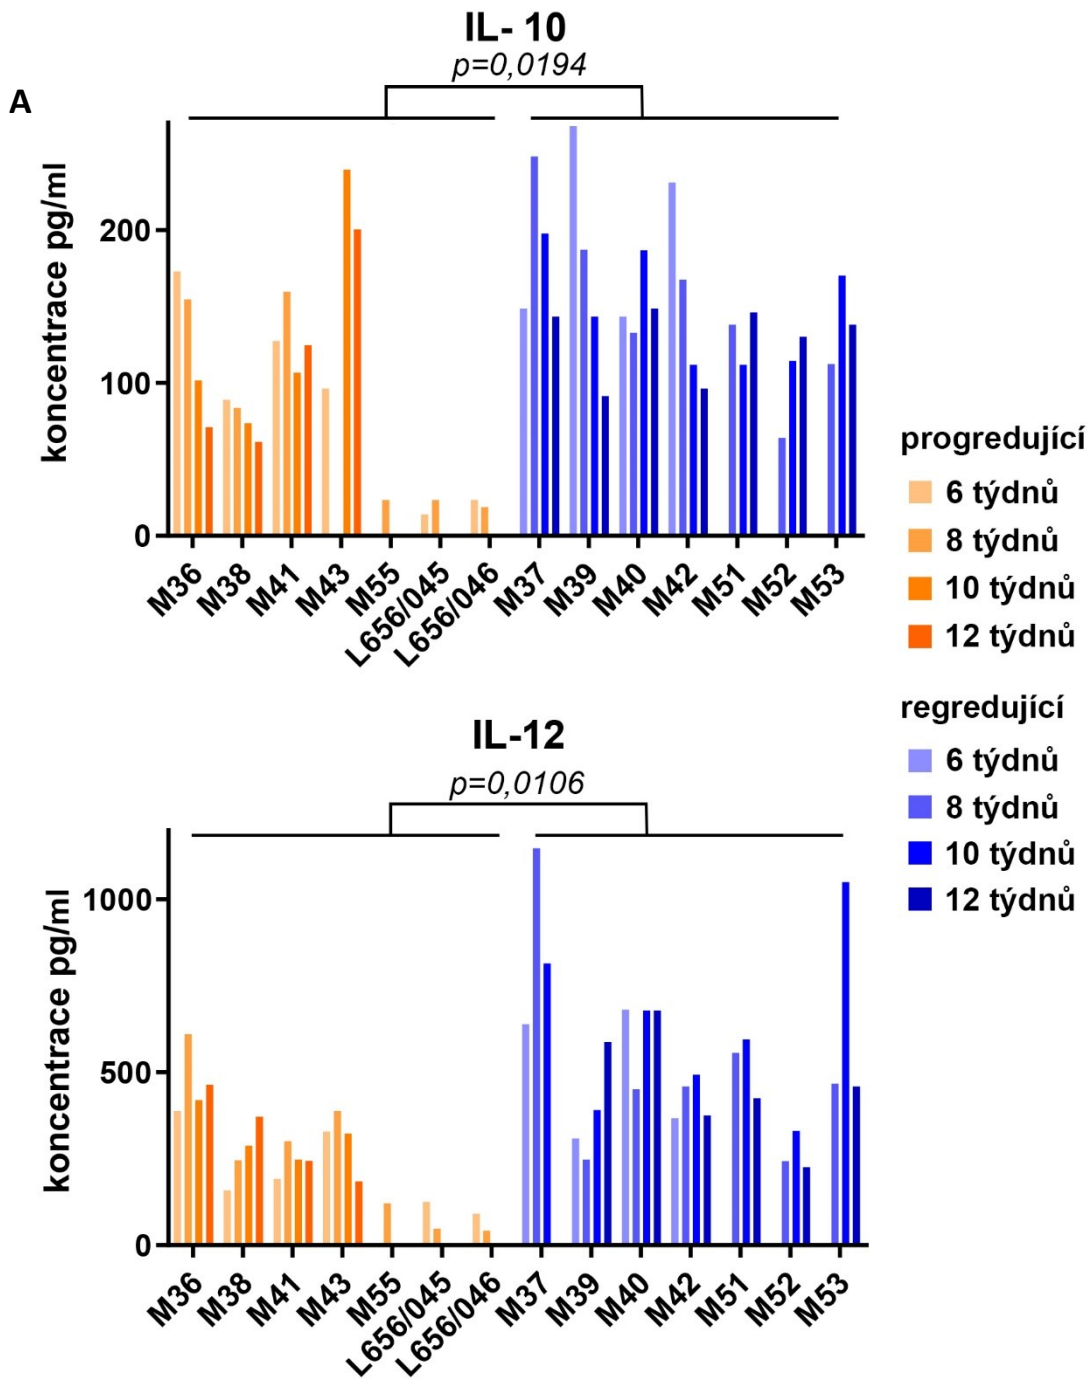 IL- 10
p=0,0194
A
koncentrace pg/ml
200
100
0
M36
M38
M41
M43
M55
L656/045
L656/046
M37
M39
M40
M42
M51
M52
M53
progredující
6 týdnů
8 týdnů
10 týdnů
12 týdnů
regredující
6 týdnů
8 týdnů
10 týdnů
12 týdnů
IL-12
p=0,0106
koncentrace pg/ml
1000
500
0
M36
M38
M41
M43
M55
L656/045
L656/046
M37
M39
M40
M42
M51
M52
M53